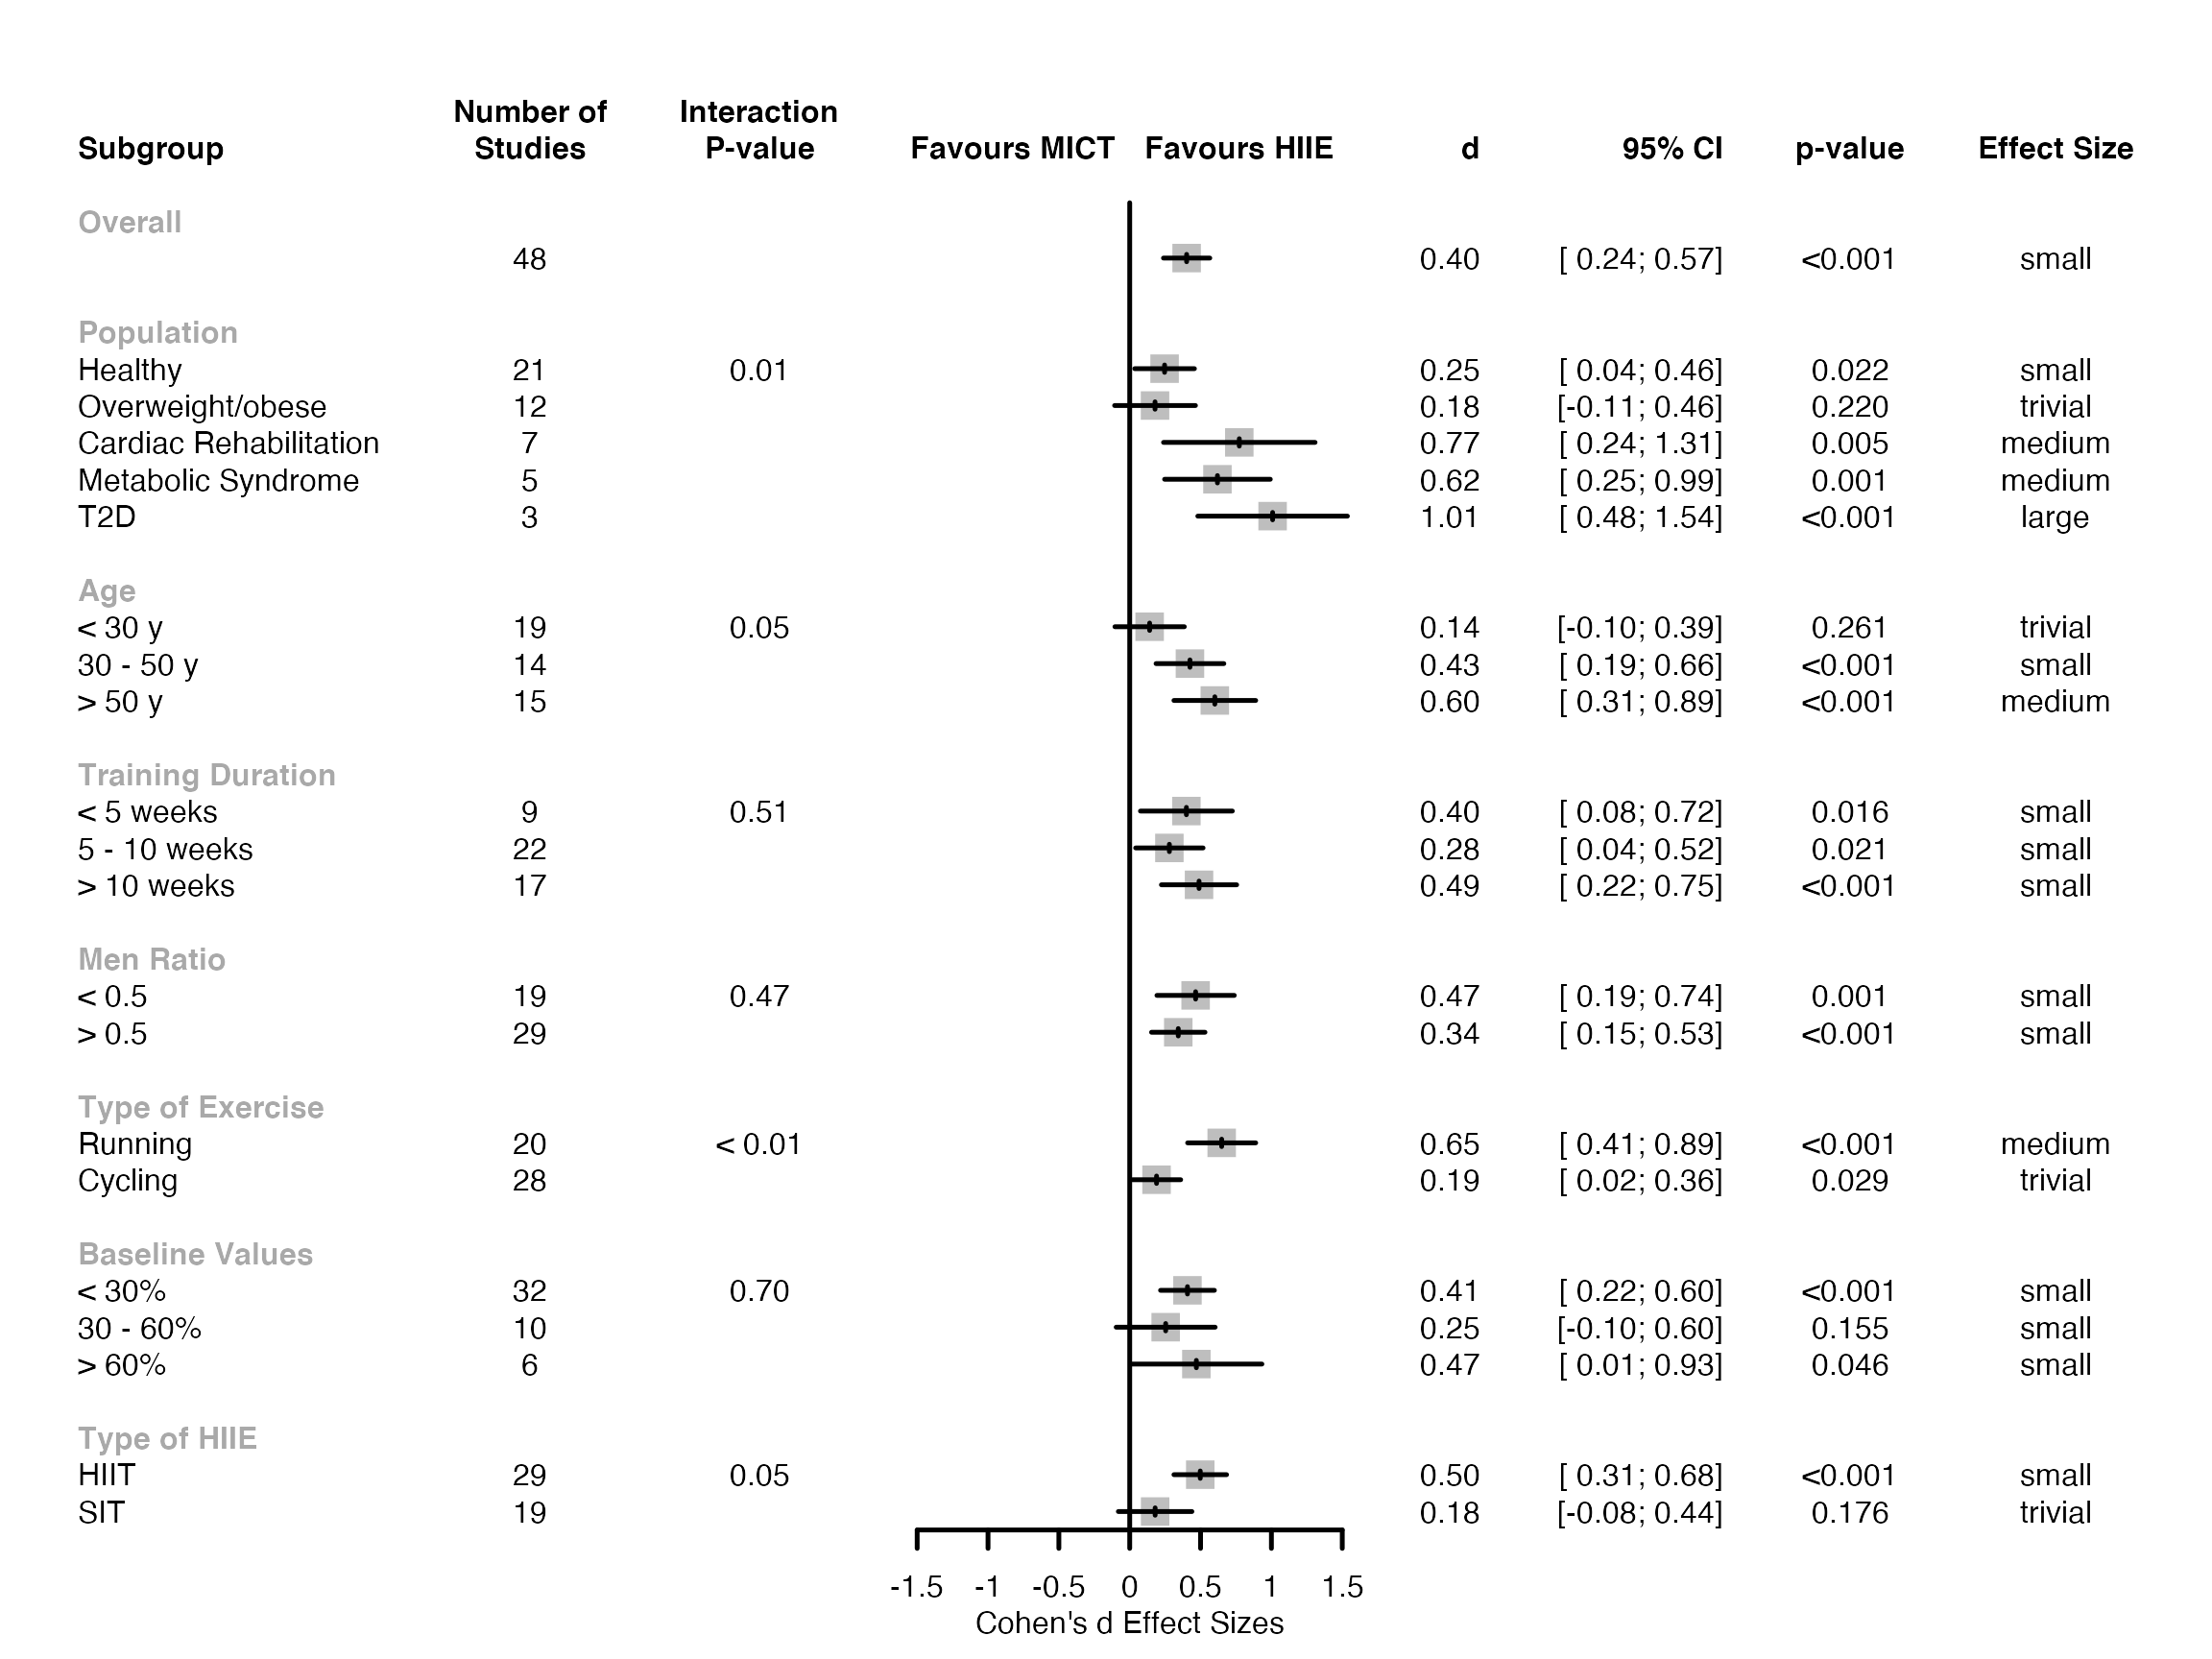 Subgroup Number of Studies Interaction P-value Favours MICT Favours HIIE d 95% CI p-value Effect Size
Overall
48 0.40 [ 0.24; 0.57] <0.001 small
Population
Healthy 21 0.01 0.25 [ 0.04; 0.46] 0.022 small
Overweight/obese 12 0.18 [-0.11; 0.46] 0.220 trivial
Cardiac Rehabilitation 7 0.77 [ 0.24; 1.31] 0.005 medium
Metabolic Syndrome 5 0.62 [ 0.25; 0.99] 0.001 medium
T2D 3 1.01 [ 0.48; 1.54] <0.001 large
Age
< 30 y 19 0.05 0.14 [-0.10; 0.39] 0.261 trivial
30 - 50 y 14 0.43 [ 0.19; 0.66] <0.001 small
> 50 y 15 0.60 [ 0.31; 0.89] <0.001 medium
Training Duration
< 5 weeks 9 0.51 0.40 [ 0.08; 0.72] 0.016 small
5 - 10 weeks 22 0.28 [ 0.04; 0.52] 0.021 small
> 10 weeks 17 0.49 [ 0.22; 0.75] <0.001 small
Men Ratio
< 0.5 19 0.47 0.47 [ 0.19; 0.74] 0.001 small
> 0.5 29 0.34 [ 0.15; 0.53] <0.001 small
Type of Exercise
Running 20 < 0.01 0.65 [ 0.41; 0.89] <0.001 medium
Cycling 28 0.19 [ 0.02; 0.36] 0.029 trivial
Baseline Values
< 30% 32 0.70 0.41 [ 0.22; 0.60] <0.001 small
30 - 60% 10 0.25 [-0.10; 0.60] 0.155 small
> 60% 6 0.47 [ 0.01; 0.93] 0.046 small
Type of HIIE
HIIT 29 0.05 0.50 [ 0.31; 0.68] <0.001 small
SIT 19 0.18 [-0.08; 0.44] 0.176 trivial
-1.5 -1 -0.5 0 0.5 1 1.5
Cohen's d Effect Sizes